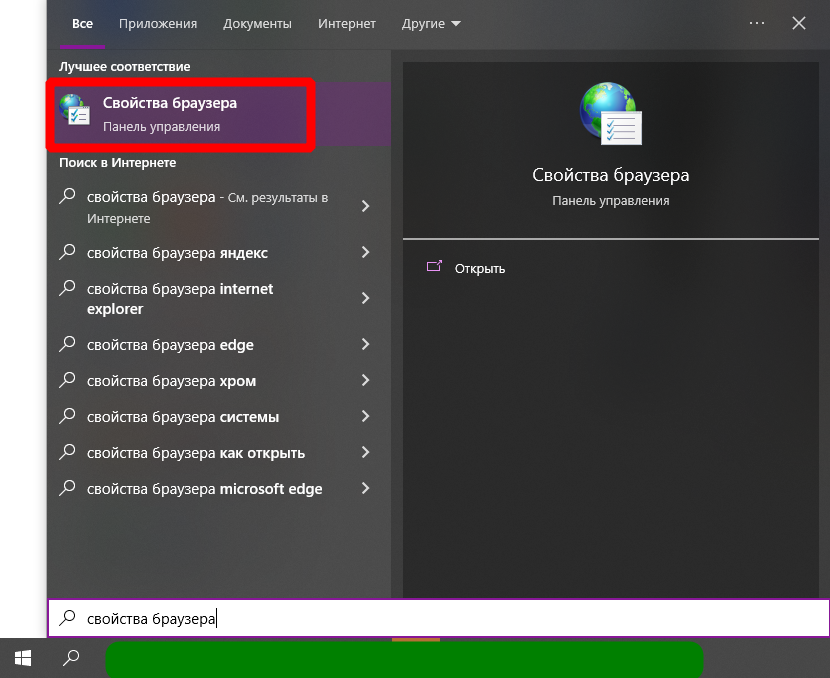 Все Приложения Документы Интернет Другие
Лучшее соответствие
Свойства браузера
Панель управления
Поиск в Интернете
свойства браузера - См. результаты в
Интернете
свойства браузера яндекс
свойства браузера internet
explorer
свойства браузера edge
свойства браузера хром
свойства браузера системы
свойства браузера как открыть
свойства браузера microsoft edge
Свойства браузера
Панель управления
Открыть
свойства браузера